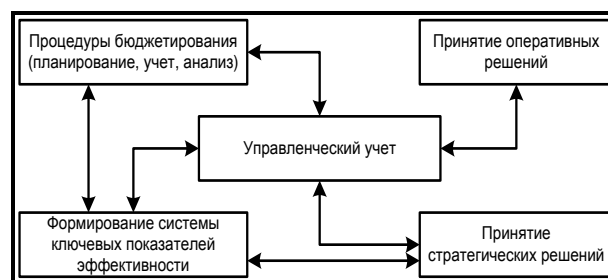 Процедуры бюджетирования
(планирование, учет, анализ)
Принятие оперативных
решений
Управленческий учет
Формирование системы
ключевых показателей
эффективности
Принятие
стратегических решений